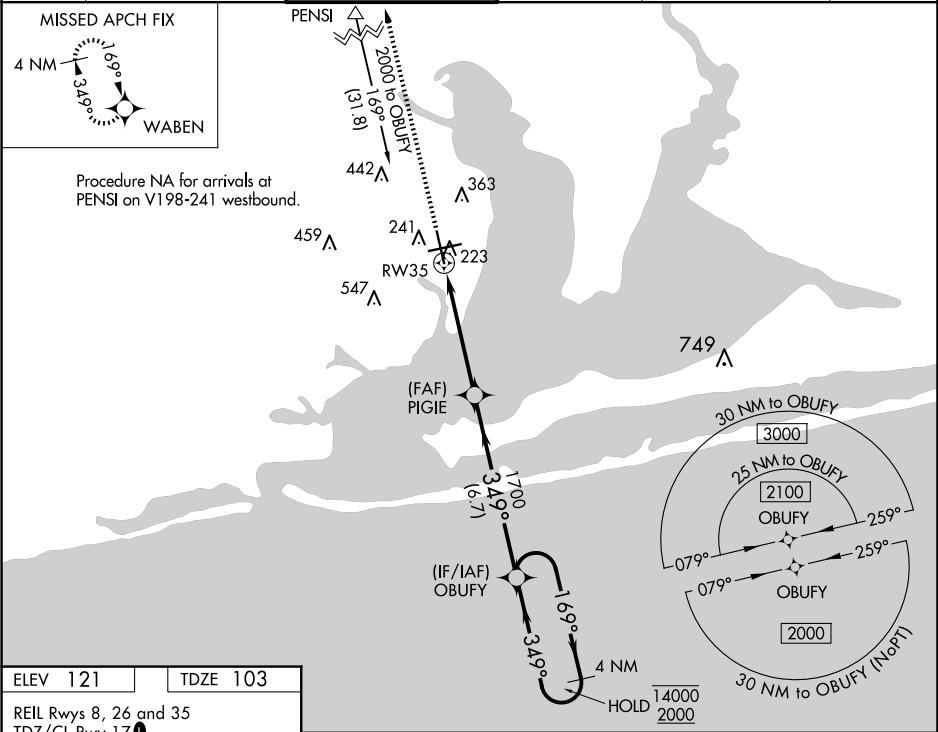 MISSED APCH FIX
4 NM
169°
349°
WABEN
PENSI
2000 to OBUFY
169°
(31.8)
Procedure NA for arrivals at
PENSI on V198-241 westbound.
442
363
459
241
223
RW35
547
749
(FAF)
PIGIE
1700
349°
(6.7)
(IF/IAF)
OBUFY
169°
349°
4 NM
HOLD
14000
2000
30 NM to OBUFY
3000
25 NM to OBUFY
2100
OBUFY
259°
079°
259°
079°
OBUFY
2000
30 NM to OBUFY (NoPT)
ELEV 121
TDZE 103
REIL Rwys 8, 26 and 35
TDZ/CL Rwy 17 L